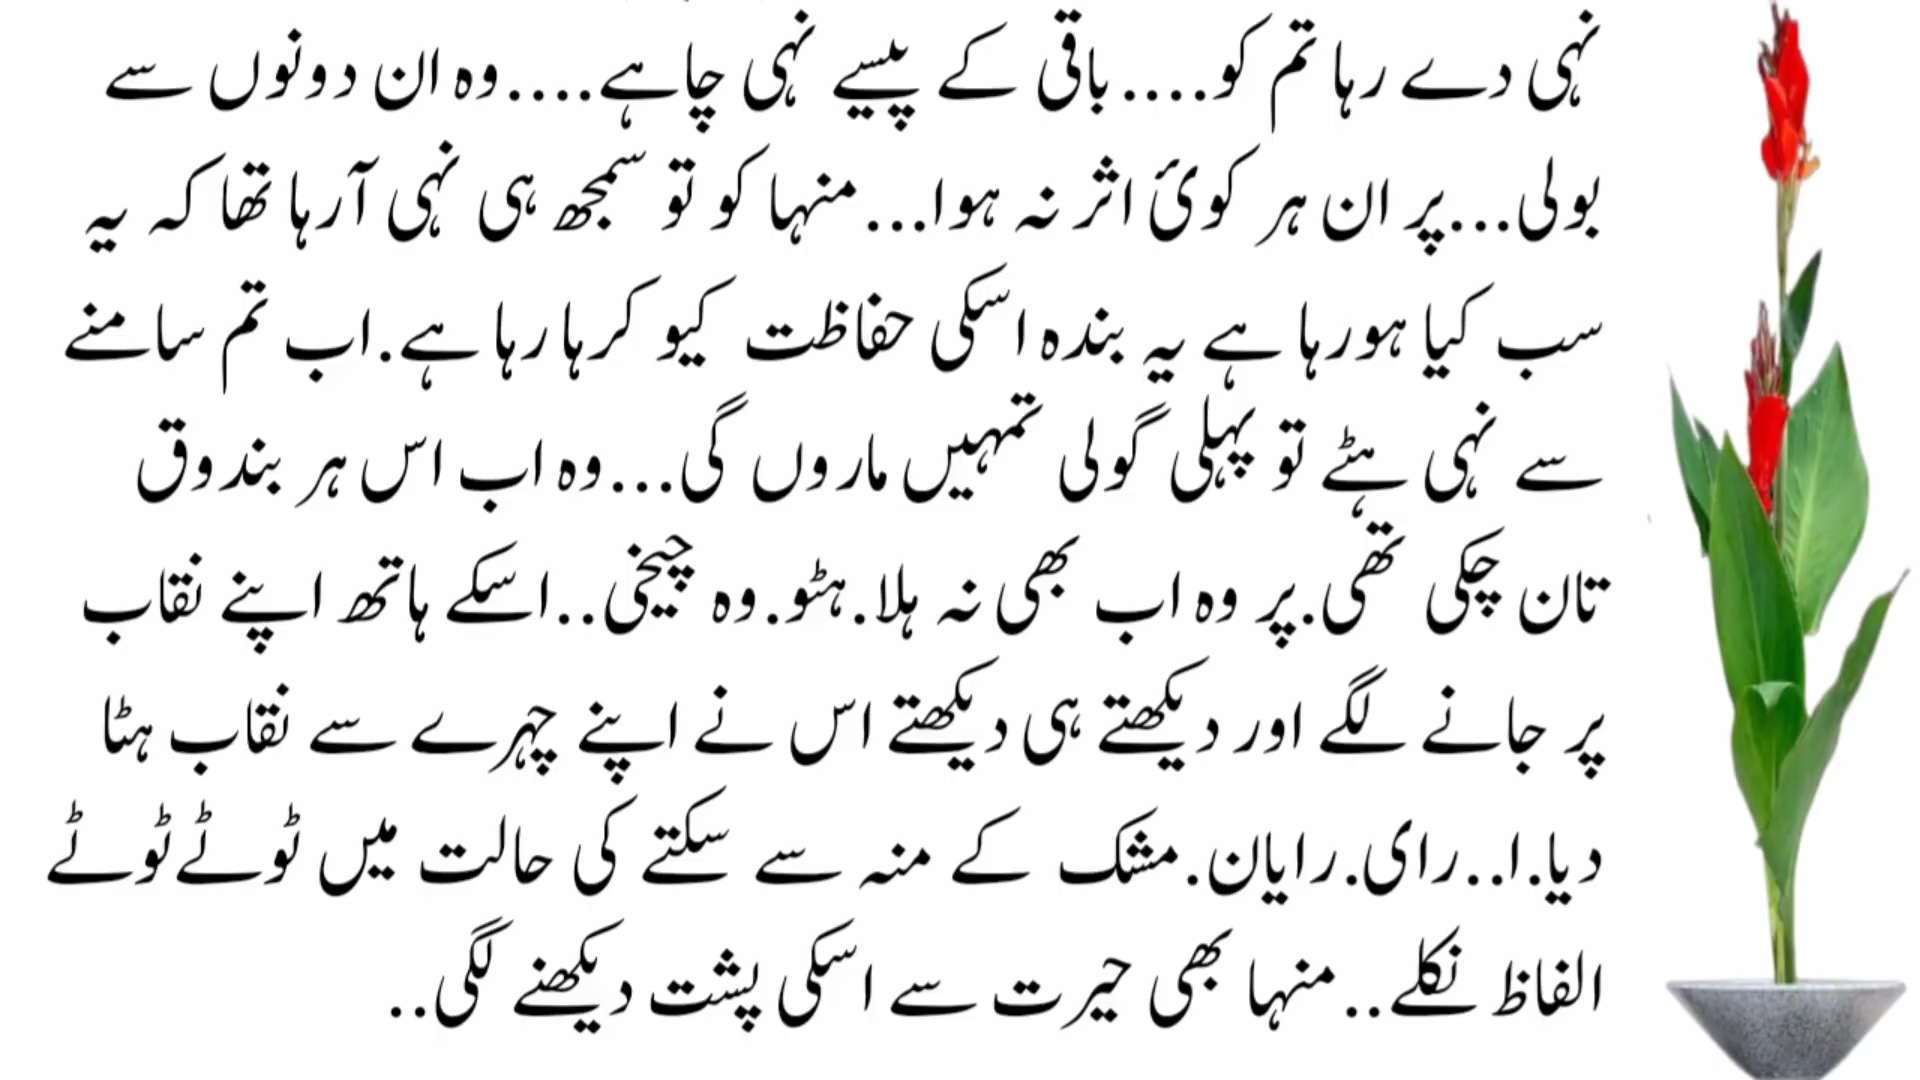 نہی دے رہا تم کو....باقی کے پیسے نہی چاہے....وہ ان دونوں سے
بولی...پر ان ہر کوئ اثر نہ ہوا...منہا کو تو سمجھ ہی نہی آرہا تھا کہ یہ
سب کیا ہورہا ہے یہ بندہ اسکی حفاظت کیو کرہا رہا ہے.اب تم سامنے
سے نہی ہٹے تو پہلی گولی تمہیں ماروں گی...وہ اب اس ہر بندوق
تان چکی تھی.پر وہ اب بھی نہ ہلا.ہٹو.وہ چیخی..اسکے ہاتھ اپنے نقاب
پر جانے لگے اور دیکھتے ہی دیکھتے اس نے اپنے چہرے سے نقاب ہٹا
دیا.ا..رای.رایان.مشک کے منہ سے سکتے کی حالت میں ٹوٹے ٹوٹے
الفاظ نکلے..منہا بھی حیرت سے اسکی پشت دیکھنے لگی..